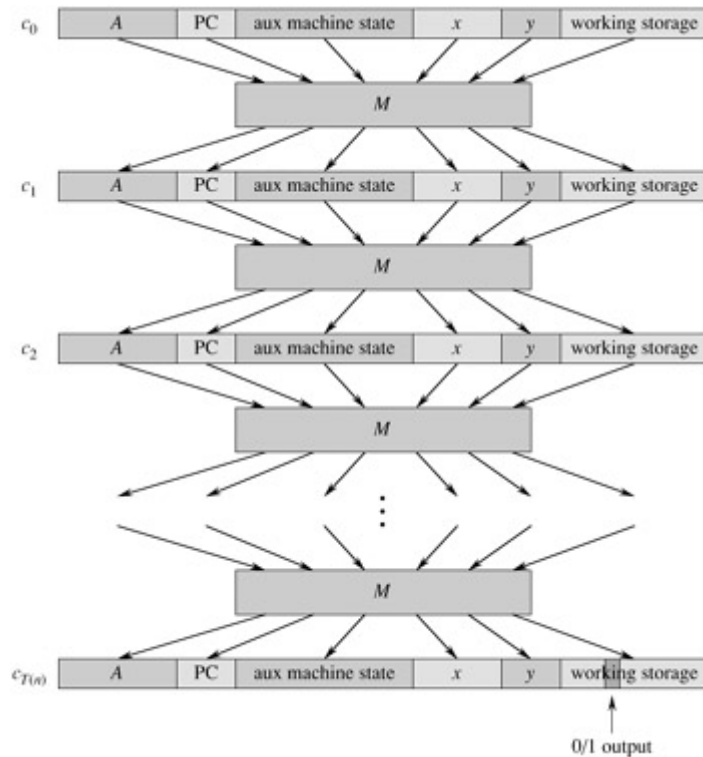 c₀ A PC aux machine state x y working storage
M
c₁ A PC aux machine state x y working storage
M
c₂ A PC aux machine state x y working storage
M
⋮
M
c_T(n) A PC aux machine state x y working storage
0/1 output